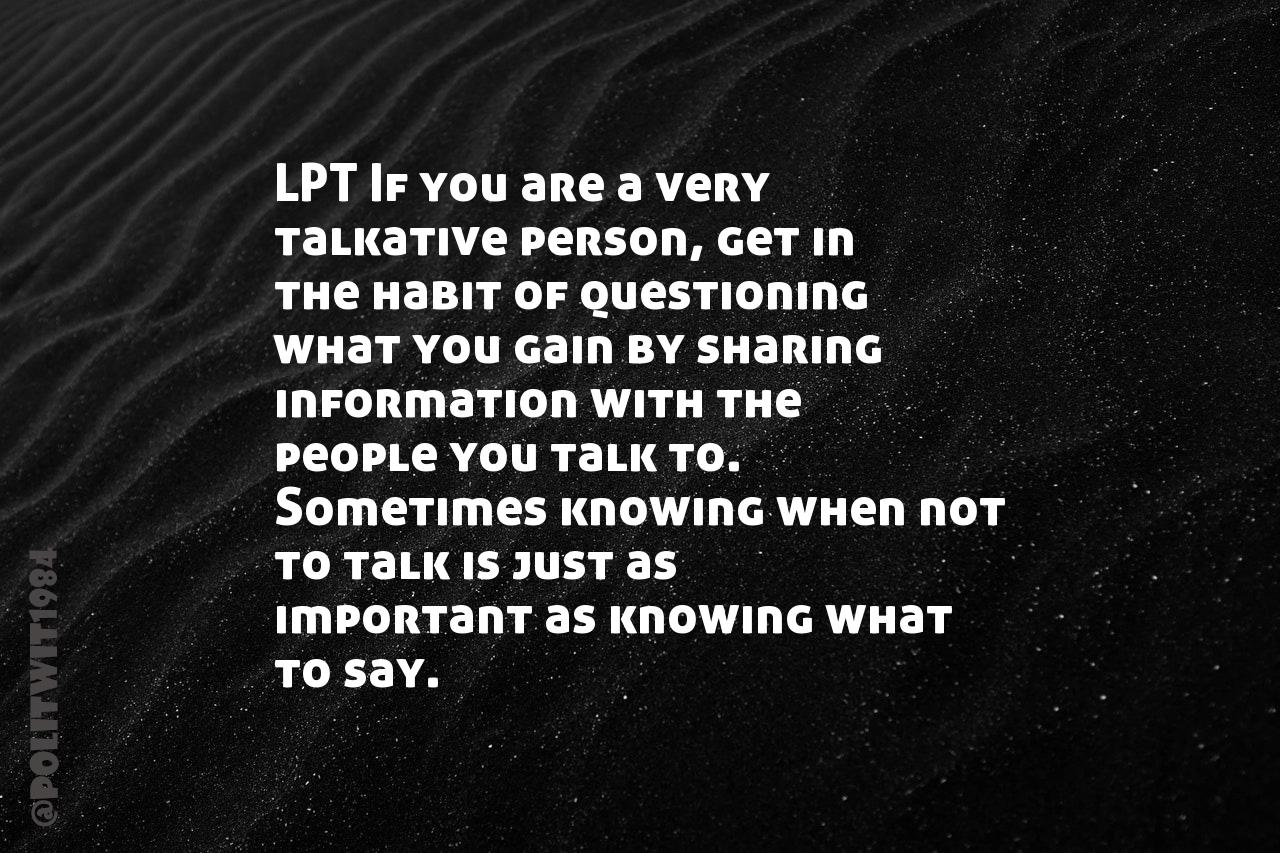 LPT If you are a very
talkative person, get in
the habit of questioning
what you gain by sharing
information with the
people you talk to.
Sometimes knowing when not
to talk is just as
important as knowing what
to say.
@politwit1984